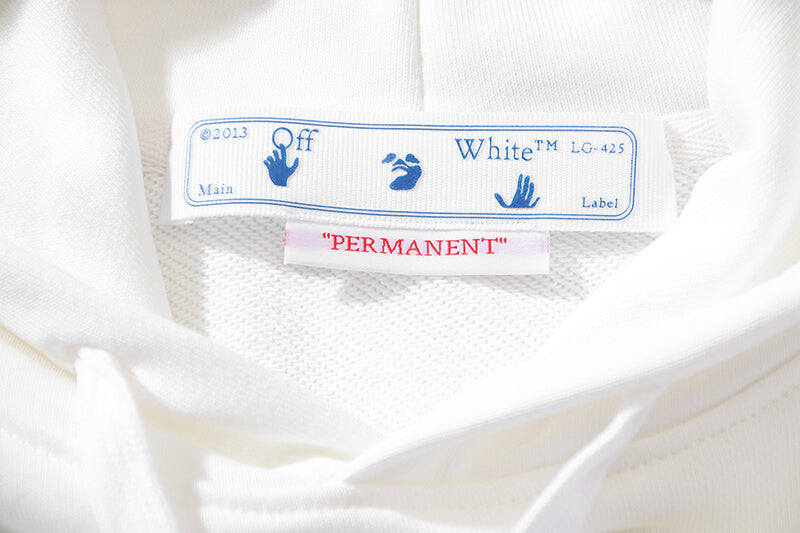 ©2013 Off White™ LG-425
Main Label
"PERMANENT"